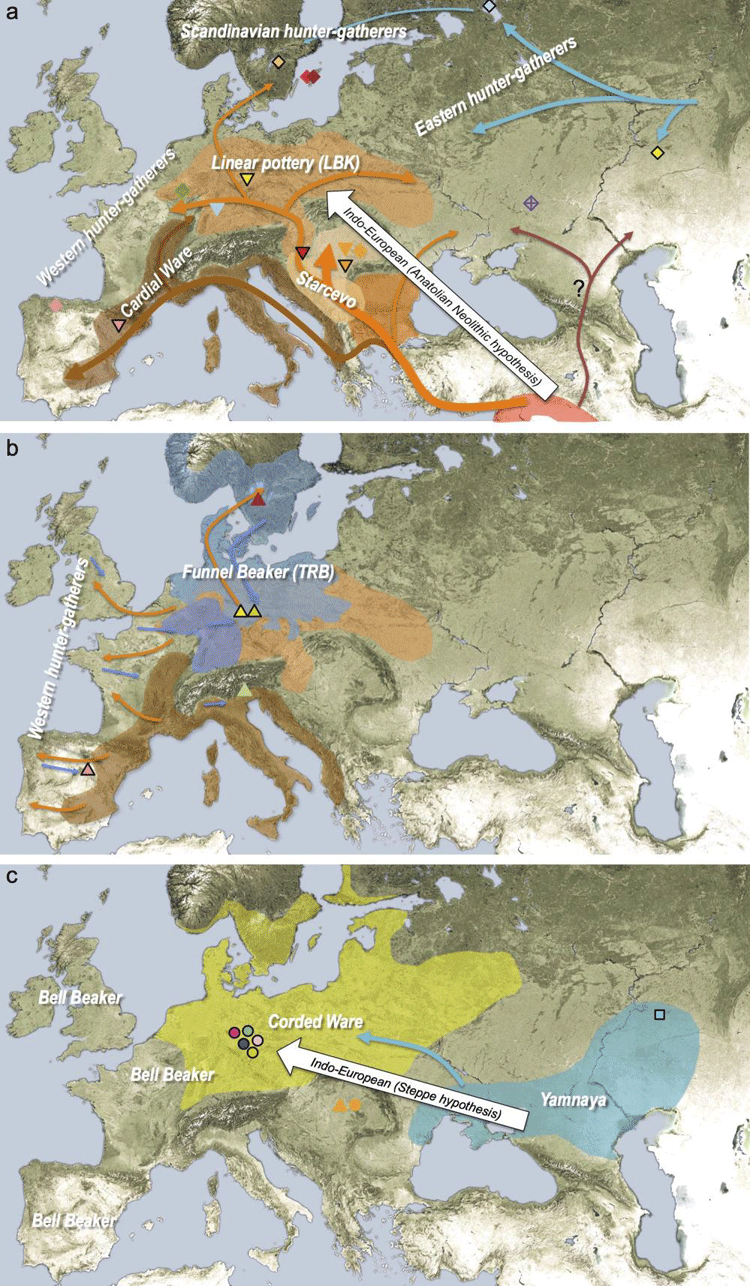 a
Scandinavian hunter-gatherers
Eastern hunter-gatherers
Linear pottery (LBK)
Western hunter-gatherers
Cardial Ware
Starcevo
Indo-European (Anatolian Neolithic hypothesis)
?
b
Funnel Beaker (TRB)
Western hunter-gatherers
c
Bell Beaker
Corded Ware
Bell Beaker
Indo-European (Steppe hypothesis)
Yamnaya
Bell Beaker